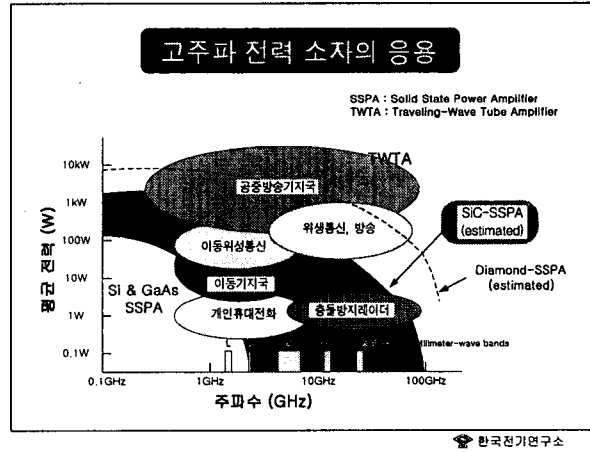 고주파 전력 소자의 응용
SSPA : Solid State Power Amplifier
TWTA : Traveling-Wave Tube Amplifier
TWTA
10kW
공중방송기지국
1kW
SiC-SSPA
(estimated)
위생통신, 방송
100W
이동위성통신
Diamond-SSPA
(estimated)
평균 전력 (W)
10W
이동기지국
Si & GaAs
SSPA
1W
개인휴대전화
충돌방지레이더
Millimeter-wave bands
0.1W
0.1GHz
1GHz
10GHz
100GHz
주파수 (GHz)
한국전기연구소